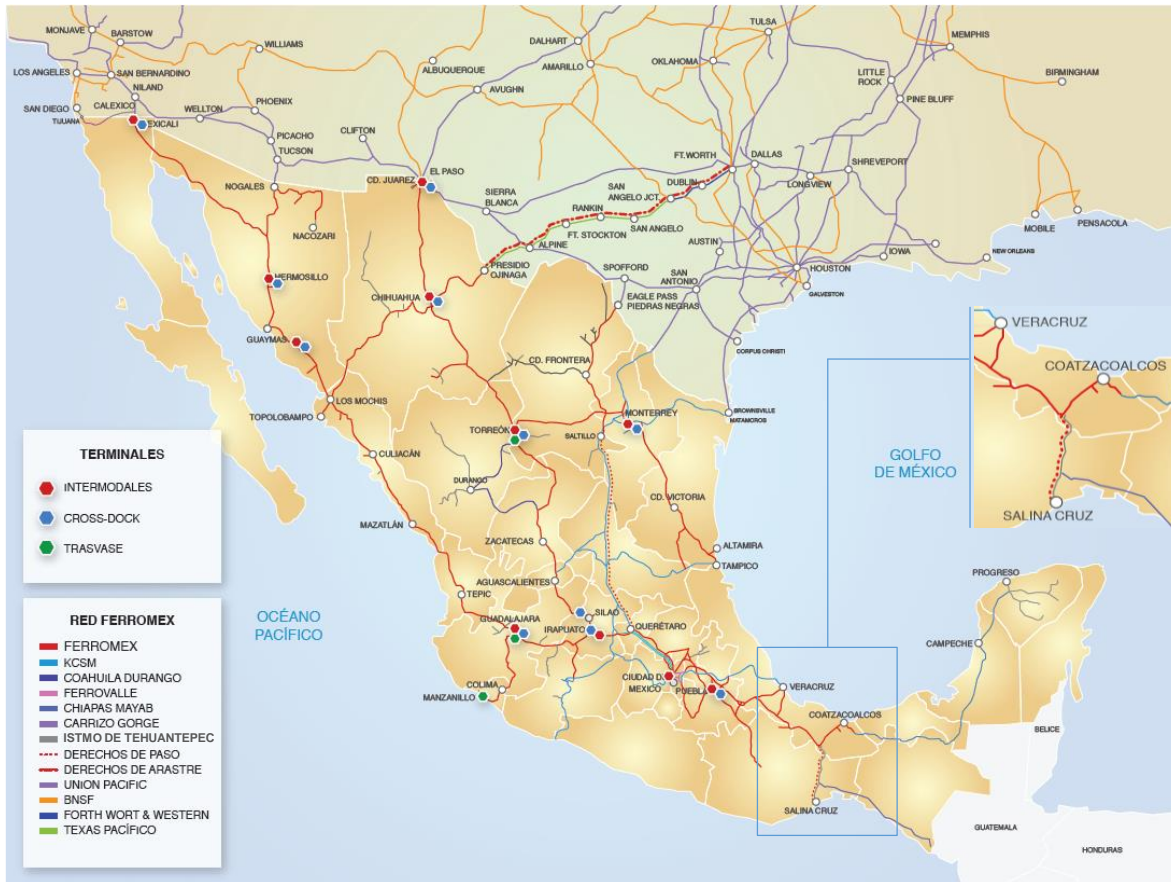 MONJAVE
BARSTOW
WILLIAMS
DALHART
TULSA
MEMPHIS
LOS ANGELES
SAN BERNARDINO
ALBUQUERQUE
AMARILLO
OKLAHOMA
LITTLE
ROCK
BIRMINGHAM
NILAND
AVUGHN
PINE BLUFF
SAN DIEGO
CALEXICO
WELLTON
PHOENIX
TIJUANA
EXICALI
PICACHO
CLIFTON
TUCSON
FT.WORTH
DALLAS
SHREVEPORT
NOGALES
CD. JUAREZ
EL PASO
SIERRA
BLANCA
SAN
ANGELO JCT.
DUBLIN
LONGVIEW
RANKIN
NACOZARI
FT. STOCKTON
SAN ANGELO
MOBILE
PENSACOLA
ALPINE
AUSTIN
IOWA
NEW ORLEANS
PRESIDIO
OJINAGA
SPOFFORD
SAN
ANTONIO
HOUSTON
GALVESTON
HERMOSILLO
CHIHUAHUA
EAGLE PASS
PIEDRAS NEGRAS
GUAYMAS
CORPUS CHRISTI
CD. FRONTERA
LOS MOCHIS
TOPOLOBAMPO
MONTERREY
BROWNSVILLE
MATAMOROS
TORREÓN
SALTILLO
CULIACÁN
DURANGO
CD. VICTORIA
MAZATLÁN
ZACATECAS
ALTAMIRA
TAMPICO
AGUASCALIENTES
TEPIC
GUADALAJARA
SILAO
IRAPUATO
QUERÉTARO
COLIMA
MANZANILLO
CIUDAD D
MEXICO
PUEBLA
VERACRUZ
COATZACOALCOS
SALINA CRUZ
PROGRESO
CAMPECHE
BELICE
GUATEMALA
HONDURAS
OCÉANO
PACÍFICO
GOLFO
DE MÉXICO
VERACRUZ
COATZACOALCOS
SALINA CRUZ
TERMINALES
INTERMODALES
CROSS-DOCK
TRASVASE
RED FERROMEX
FERROMEX
KCSM
COAHUILA DURANGO
FERROVALLE
CHIAPAS MAYAB
CARRIZO GORGE
ISTMO DE TEHUANTEPEC
DERECHOS DE PASO
DERECHOS DE ARASTRE
UNION PACIFIC
BNSF
FORTH WORT & WESTERN
TEXAS PACÍFICO